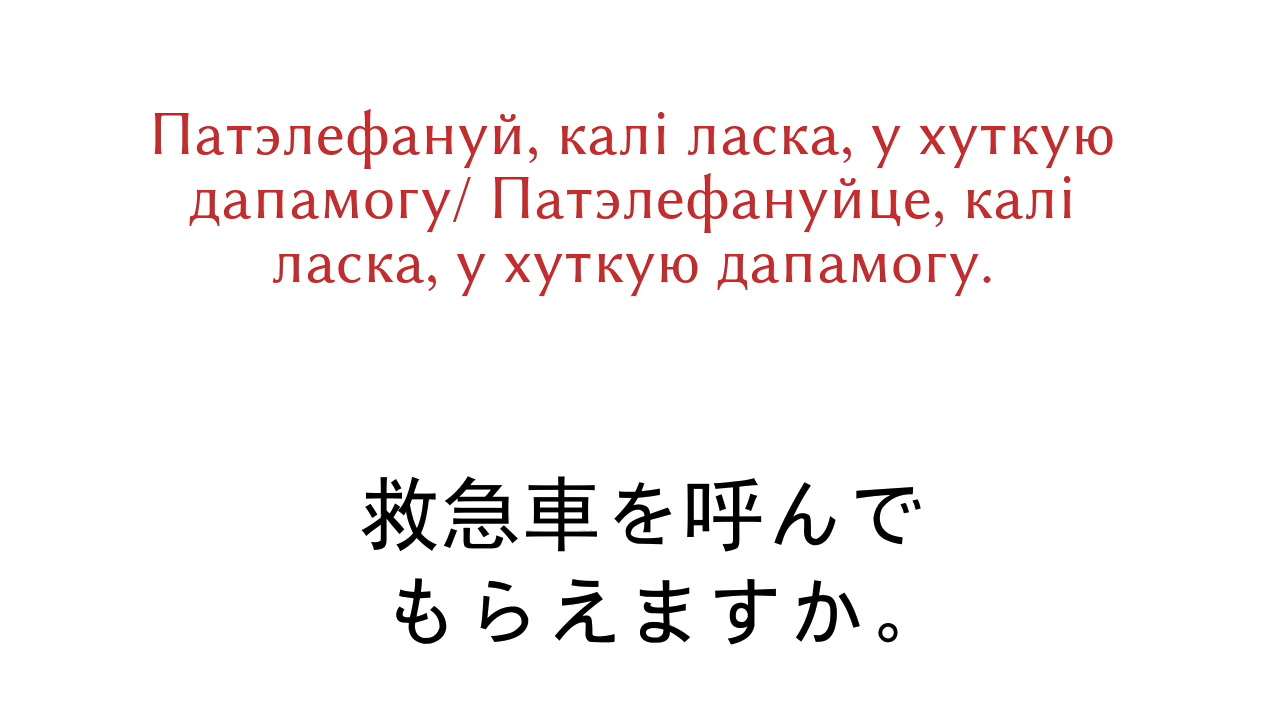 Патэлефануй, калі ласка, у хуткую
дапамогу/ Патэлефануйце, калі
ласка, у хуткую дапамогу.
救急車を呼んで
もらえますか。